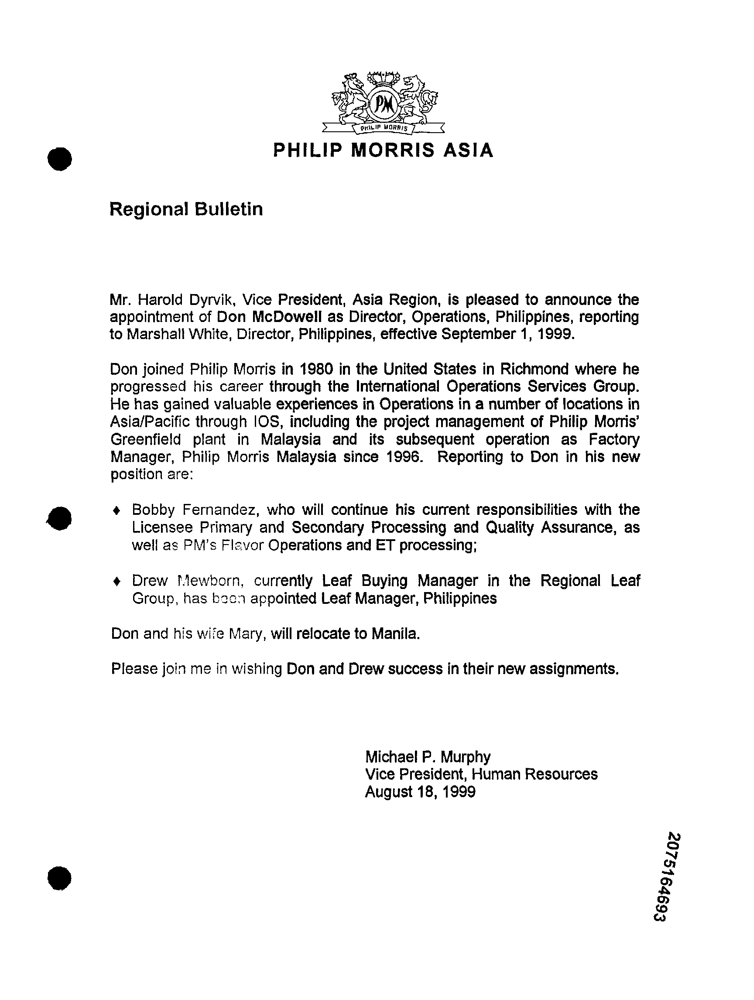 PM
PHILIP MORRIS
PHILIP MORRIS ASIA
Regional Bulletin
Mr. Harold Dyrvik, Vice President, Asia Region, is pleased to announce the
appointment of Don McDowell as Director, Operations, Philippines, reporting
to Marshall White, Director, Philippines, effective September 1, 1999.
Don joined Philip Morris in 1980 in the United States in Richmond where he
progressed his career through the International Operations Services Group.
He has gained valuable experiences in Operations in a number of locations in
Asia/Pacific through IOS, including the project management of Philip Morris'
Greenfield plant in Malaysia and its subsequent operation as Factory
Manager, Philip Morris Malaysia since 1996. Reporting to Don in his new
position are:
♦ Bobby Fernandez, who will continue his current responsibilities with the
Licensee Primary and Secondary Processing and Quality Assurance, as
well as PM's Flavor Operations and ET processing;
♦ Drew Mewborn, currently Leaf Buying Manager in the Regional Leaf
Group, has been appointed Leaf Manager, Philippines
Don and his wife Mary, will relocate to Manila.
Please join me in wishing Don and Drew success in their new assignments.
Michael P. Murphy
Vice President, Human Resources
August 18, 1999
2075164693